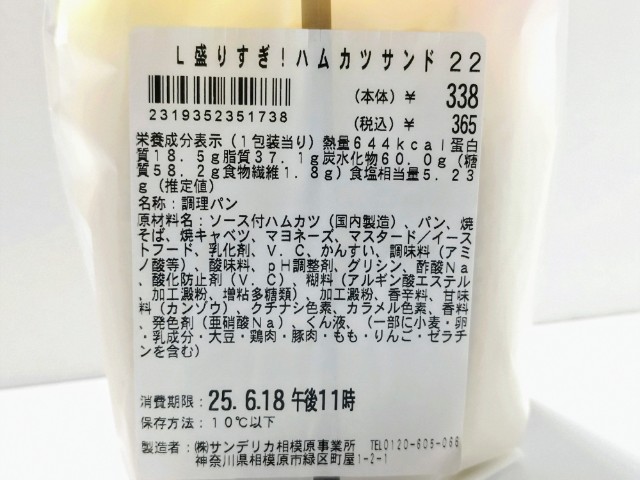 L盛りすぎ!ハムカツサンド 22
(本体)¥ 338
2319352351738
(税込)¥ 365
栄養成分表示(1包装当り)熱量644kcal蛋白
質18.5g脂質37.1g炭水化物60.0g(糖
質58.2g食物繊維1.8g)食塩相当量5.23
g(推定値)
名称:調理パン
原材料名:ソース付ハムカツ(国内製造)、パン、焼
そば、焼キャベツ、マヨネーズ、マスタード/イース
トフード、乳化剤、V.C、かんすい、調味料(アミ
ノ酸等)、酸味料、pH調整剤、グリシン、酢酸Na
、酸化防止剤(V.C)、糊料(アルギン酸エステル
、加工澱粉、増粘多糖類)、加工澱粉、香辛料、甘味
料(カンゾウ)、クチナシ色素、カラメル色素、香料
、発色剤(亜硝酸Na)、くん液、(一部に小麦・卵
・乳成分・大豆・鶏肉・豚肉・もも・りんご・ゼラチ
ンを含む)
消費期限:25.6.18午後11時
保存方法:10℃以下
製造者:㈱サンデリカ相模原事業所 TEL0120-605-066
神奈川県相模原市緑区町屋1-2-1